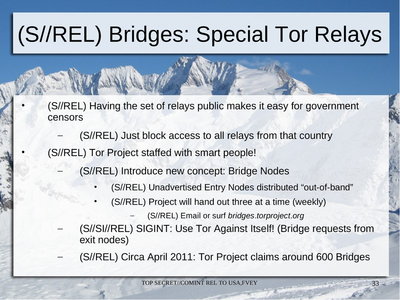 (S//REL) Bridges: Special Tor Relays
• (S//REL) Having the set of relays public makes it easy for government
censors
– (S//REL) Just block access to all relays from that country
• (S//REL) Tor Project staffed with smart people!
– (S//REL) Introduce new concept: Bridge Nodes
• (S//REL) Unadvertised Entry Nodes distributed “out-of-band”
• (S//REL) Project will hand out three at a time (weekly)
– (S//REL) Email or surf bridges.torproject.org
– (S//SI//REL) SIGINT: Use Tor Against Itself! (Bridge requests from
exit nodes)
– (S//REL) Circa April 2011: Tor Project claims around 600 Bridges
TOP SECRET//COMINT REL TO USA,FVEY
33